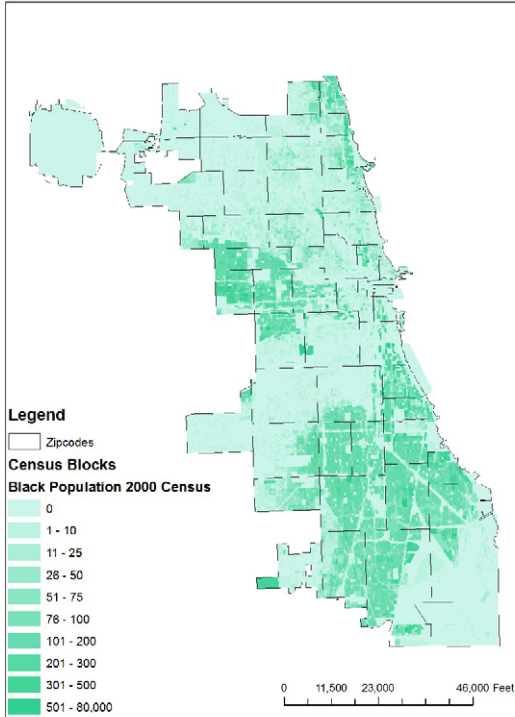 Legend
Zipcodes
Census Blocks
Black Population 2000 Census
0
1 - 10
11 - 25
26 - 50
51 - 75
76 - 100
101 - 200
201 - 300
301 - 500
501 - 80,000
0 11,500 23,000 46,000 Feet